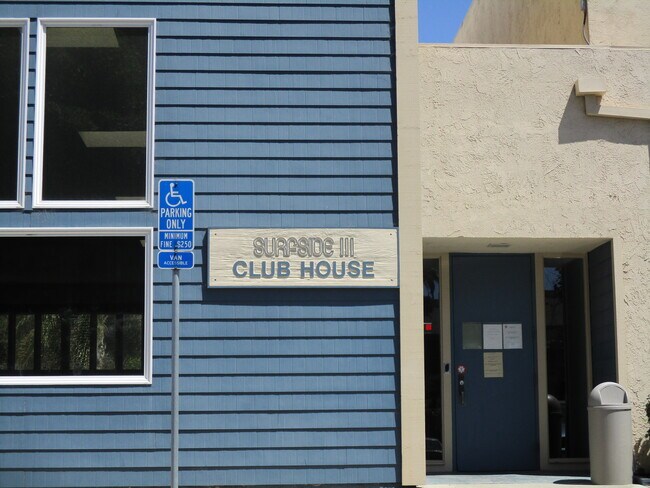 PARKING
ONLY
MINIMUM
FINE $250
VAN
ACCESSIBLE
SURFSIDE III
CLUB HOUSE